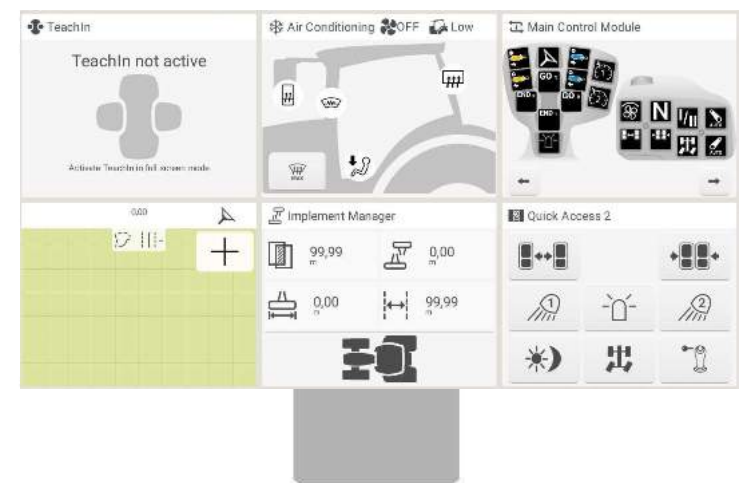 TeachIn
TeachIn not active
Activate TeachIn in full screen mode
Air Conditioning OFF Low
MAX
Main Control Module
GO
END GO
END
N
I/II
AUTO
0,00
Implement Manager
99,99
m
0,00
m
0,00
m
99,99
m
Quick Access 2
1
2